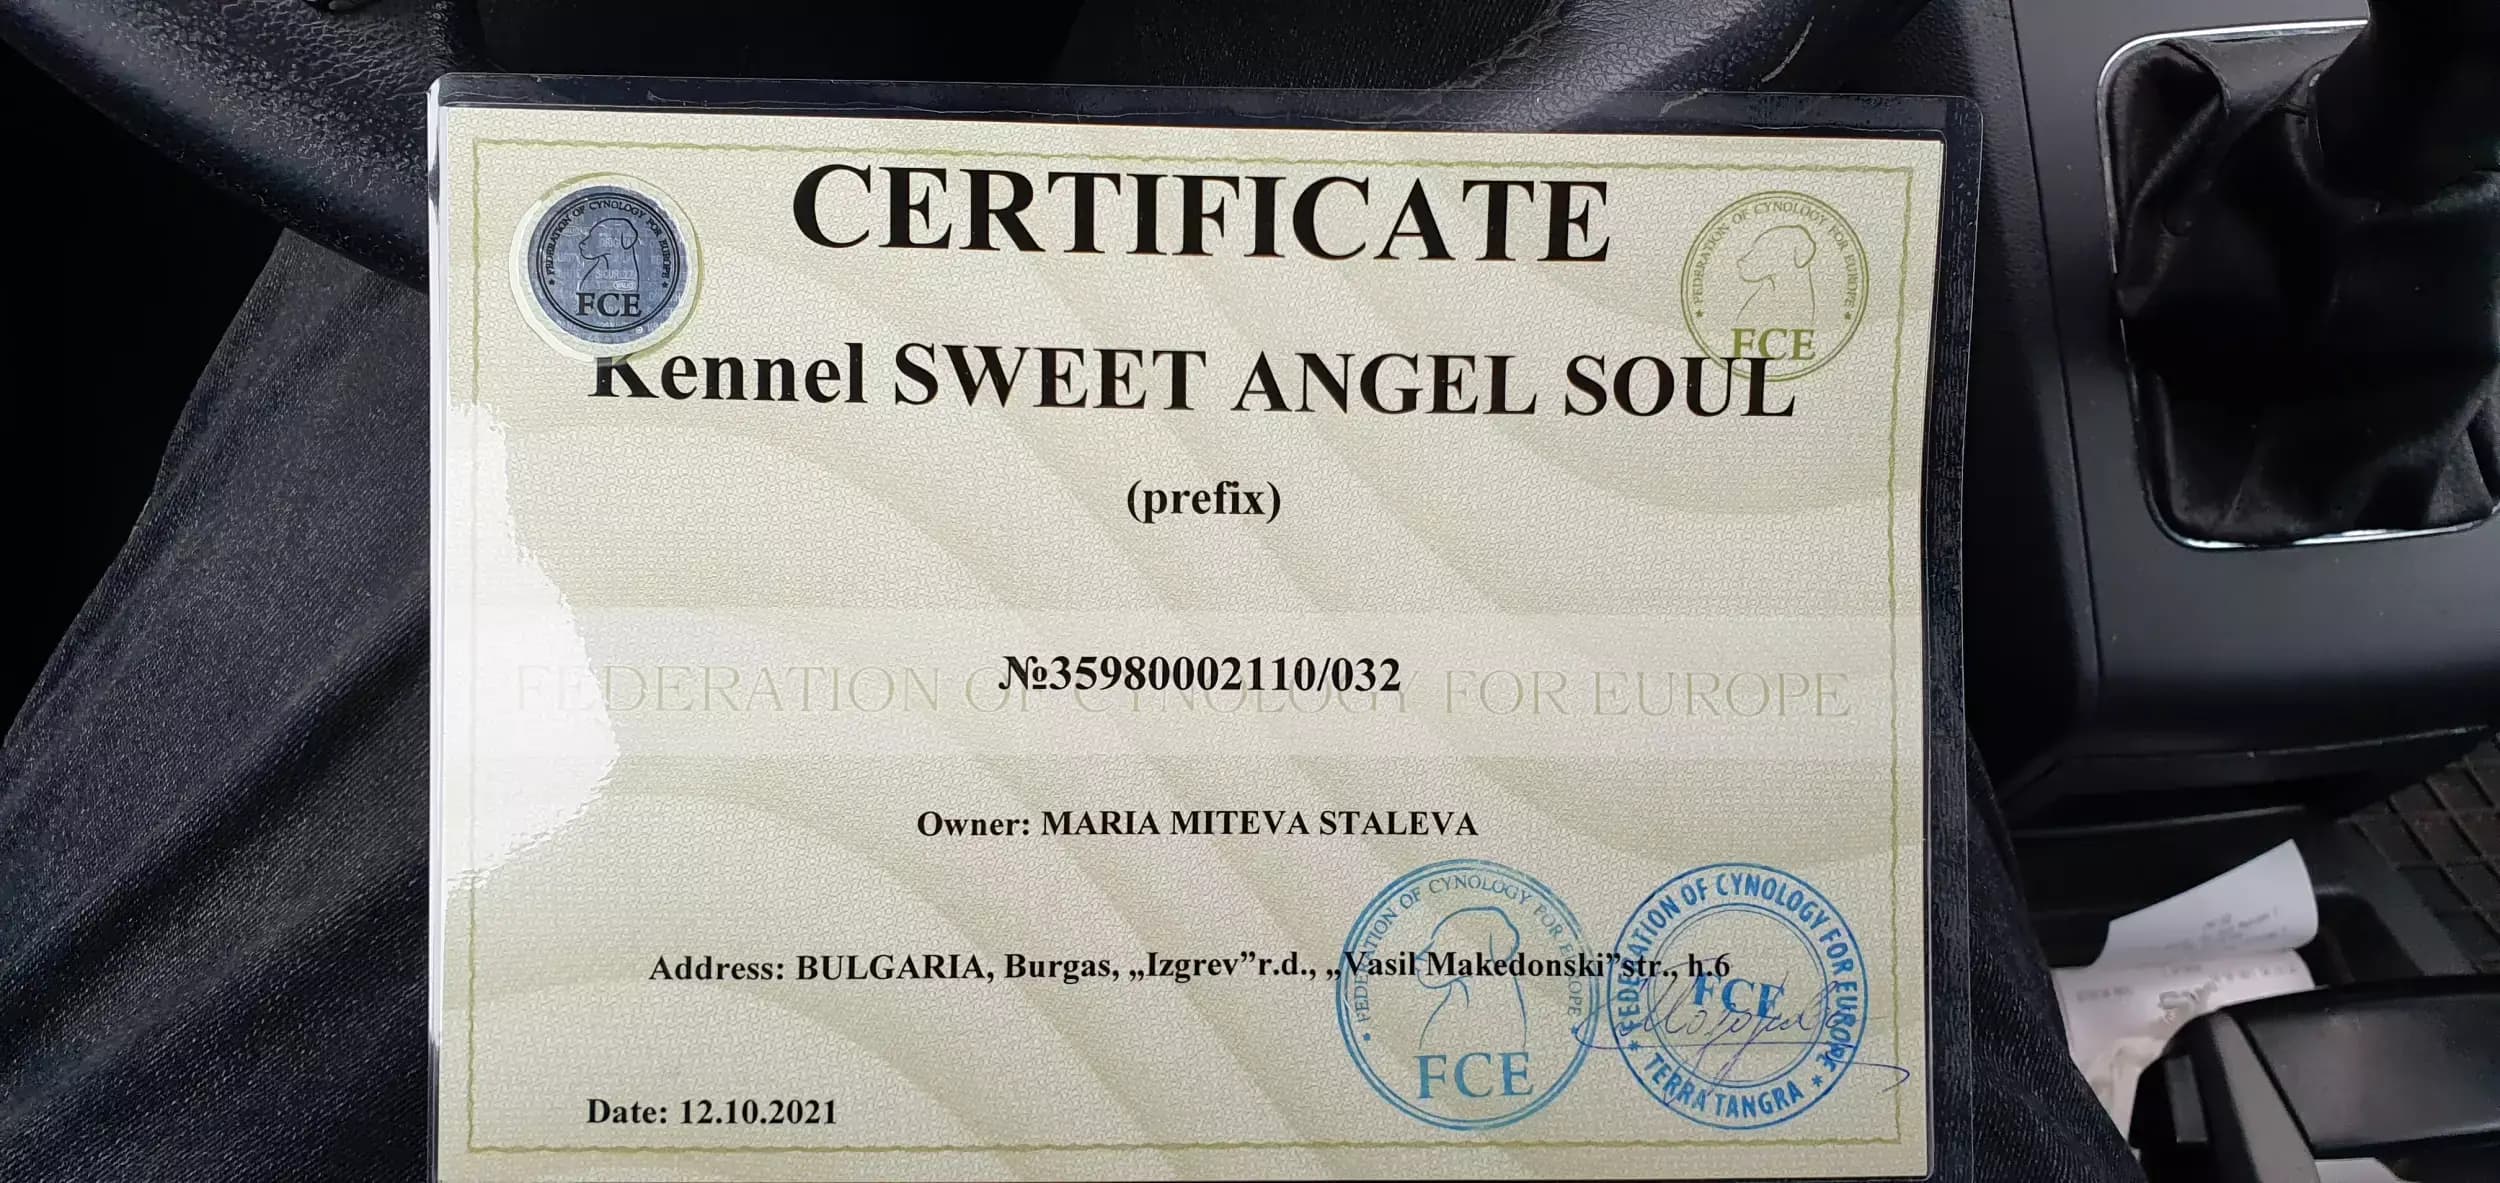 CERTIFICATE
FEDERATION OF CYNOLOGY FOR EUROPE
FCE
FEDERATION OF CYNOLOGY FOR EUROPE
FCE
Kennel SWEET ANGEL SOUL
(prefix)
№35980002110/032
FEDERATION OF CYNOLOGY FOR EUROPE
Owner: MARIA MITEVA STALEVA
Address: BULGARIA, Burgas, „Izgrev”r.d., „Vasil Makedonski”str., h.6
FEDERATION OF CYNOLOGY FOR EUROPE
FCE
FEDERATION OF CYNOLOGY FOR EUROPE
FCE
TERRA TANGRA
Date: 12.10.2021